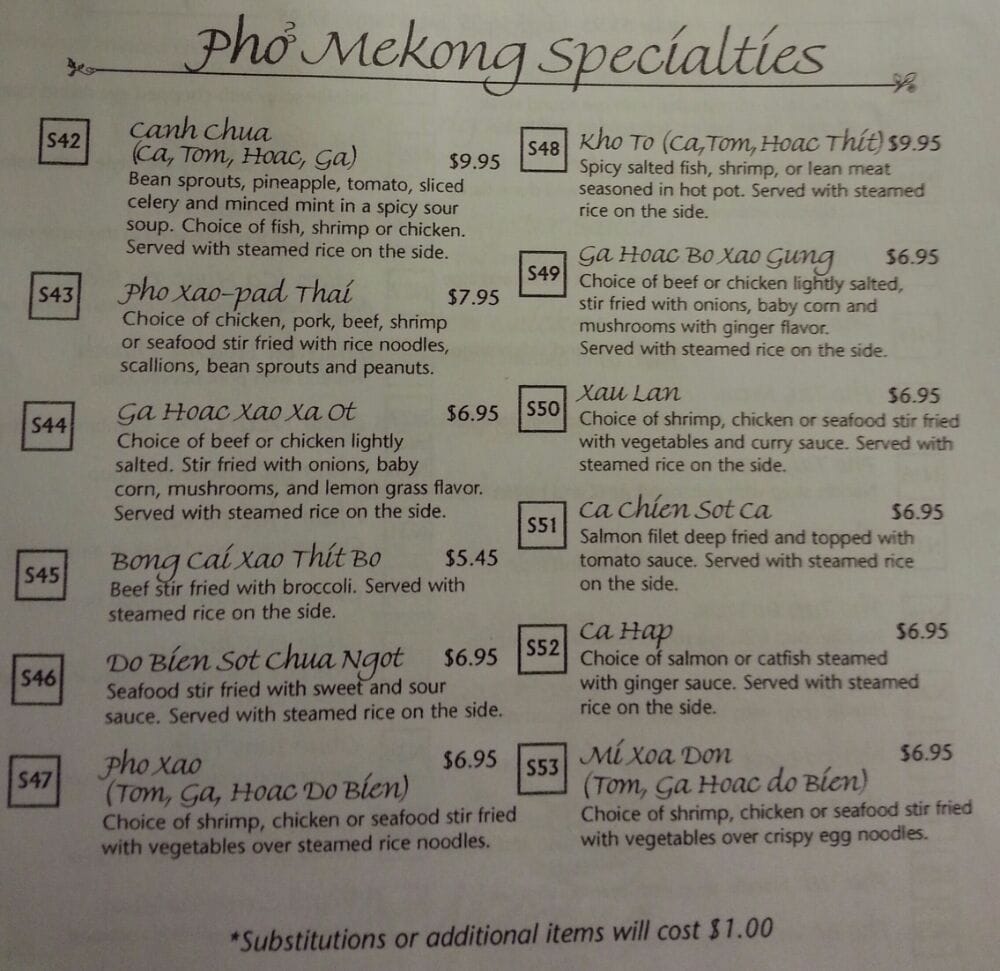 Phở Mekong Specialties
S42
Canh Chua
(Ca, Tom, Hoac, Ga) $9.95
Bean sprouts, pineapple, tomato, sliced
celery and minced mint in a spicy sour
soup. Choice of fish, shrimp or chicken.
Served with steamed rice on the side.
S43
Pho Xao-pad Thai $7.95
Choice of chicken, pork, beef, shrimp
or seafood stir fried with rice noodles,
scallions, bean sprouts and peanuts.
S44
Ga Hoac Xao Xa Ot $6.95
Choice of beef or chicken lightly
salted. Stir fried with onions, baby
corn, mushrooms, and lemon grass flavor.
Served with steamed rice on the side.
S45
Bong Cai Xao Thit Bo $5.45
Beef stir fried with broccoli. Served with
steamed rice on the side.
S46
Do Bien Sot Chua Ngot $6.95
Seafood stir fried with sweet and sour
sauce. Served with steamed rice on the side.
S47
Pho Xao $6.95
(Tom, Ga, Hoac Do Bien)
Choice of shrimp, chicken or seafood stir fried
with vegetables over steamed rice noodles.
S48
Kho To (Ca,Tom, Hoac Thit) $9.95
Spicy salted fish, shrimp, or lean meat
seasoned in hot pot. Served with steamed
rice on the side.
S49
Ga Hoac Bo Xao Gung $6.95
Choice of beef or chicken lightly salted,
stir fried with onions, baby corn and
mushrooms with ginger flavor.
Served with steamed rice on the side.
S50
Xau Lan $6.95
Choice of shrimp, chicken or seafood stir fried
with vegetables and curry sauce. Served with
steamed rice on the side.
S51
Ca Chien Sot Ca $6.95
Salmon filet deep fried and topped with
tomato sauce. Served with steamed rice
on the side.
S52
Ca Hap $6.95
Choice of salmon or catfish steamed
with ginger sauce. Served with steamed
rice on the side.
S53
Mi Xoa Don $6.95
(Tom, Ga Hoac do Bien)
Choice of shrimp, chicken or seafood stir fried
with vegetables over crispy egg noodles.
*Substitutions or additional items will cost $1.00